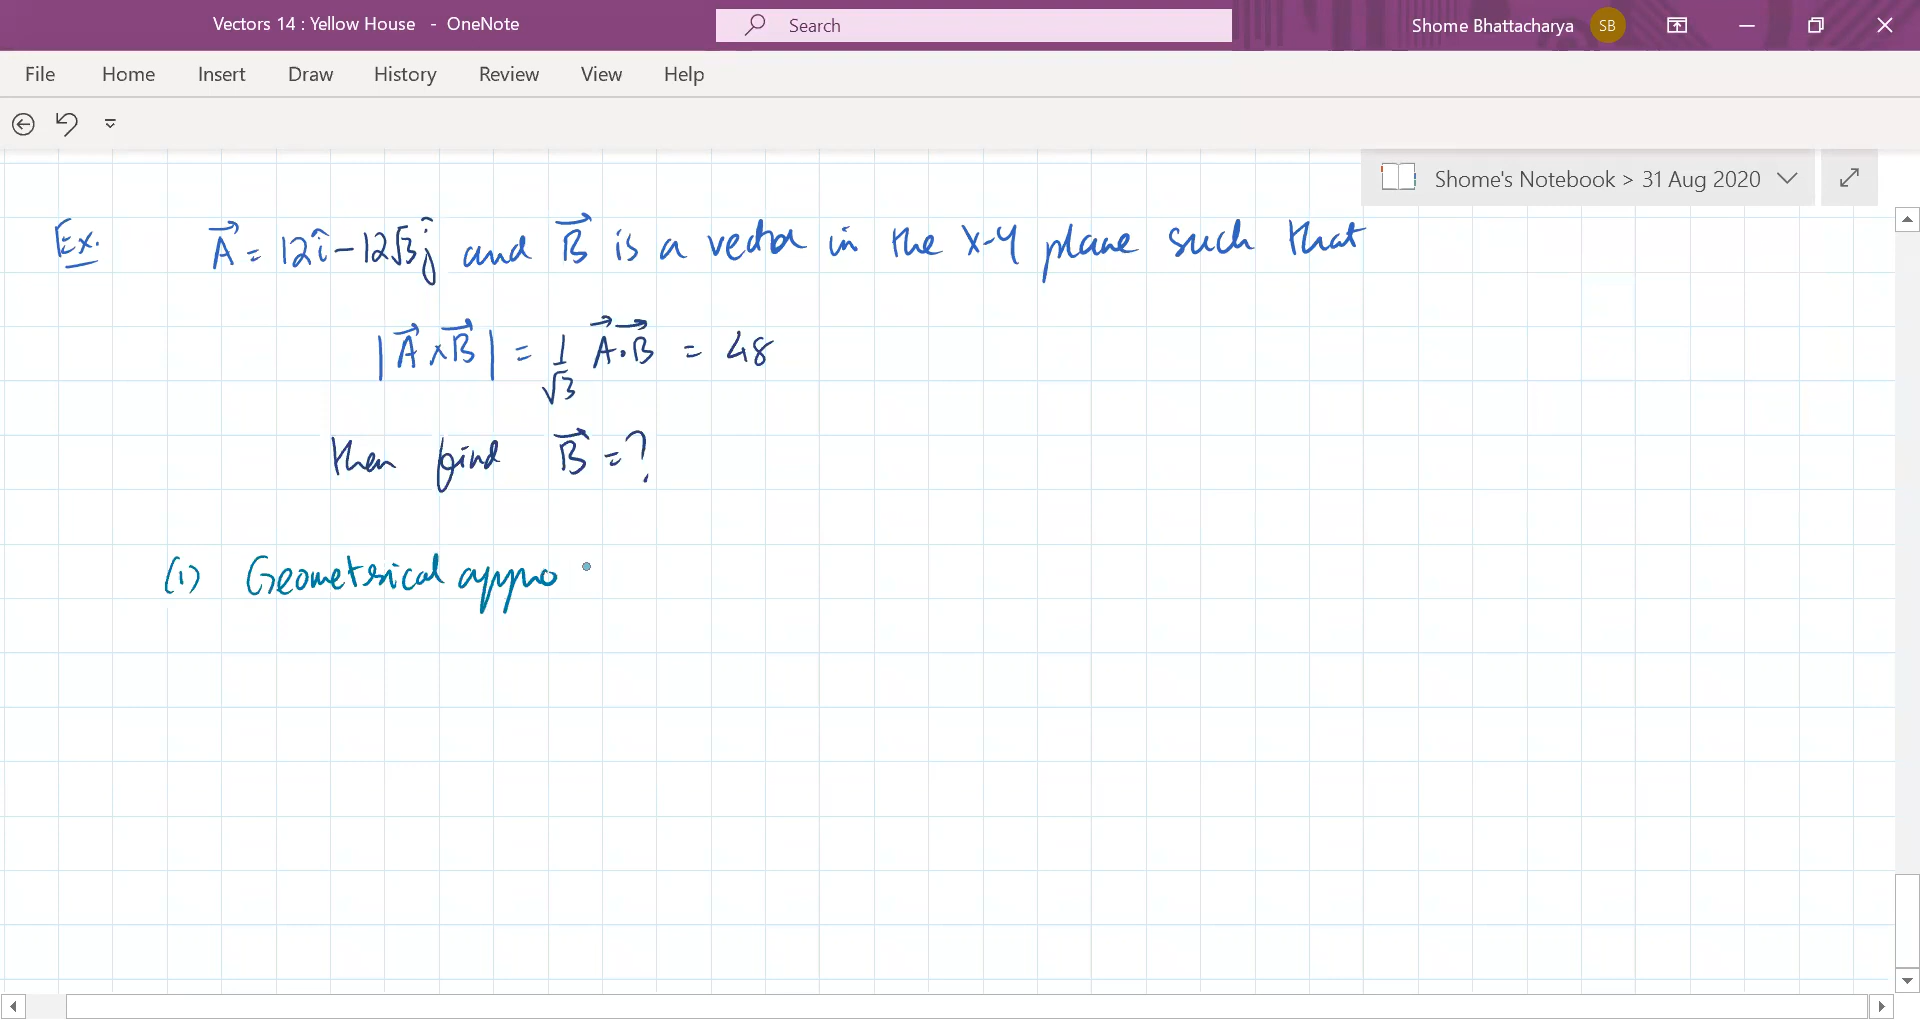 Vectors 14 : Yellow House - OneNote
Search
Shome Bhattacharya SB
File Home Insert Draw History Review View Help
Shome's Notebook > 31 Aug 2020
Ex. A⃗ = 12î − 12√3 ĵ and B⃗ is a vector in the X-Y plane such that
|A⃗ × B⃗| = 1/√3 A⃗·B⃗ = 48
then find B⃗ = ?
(1) Geometrical appro